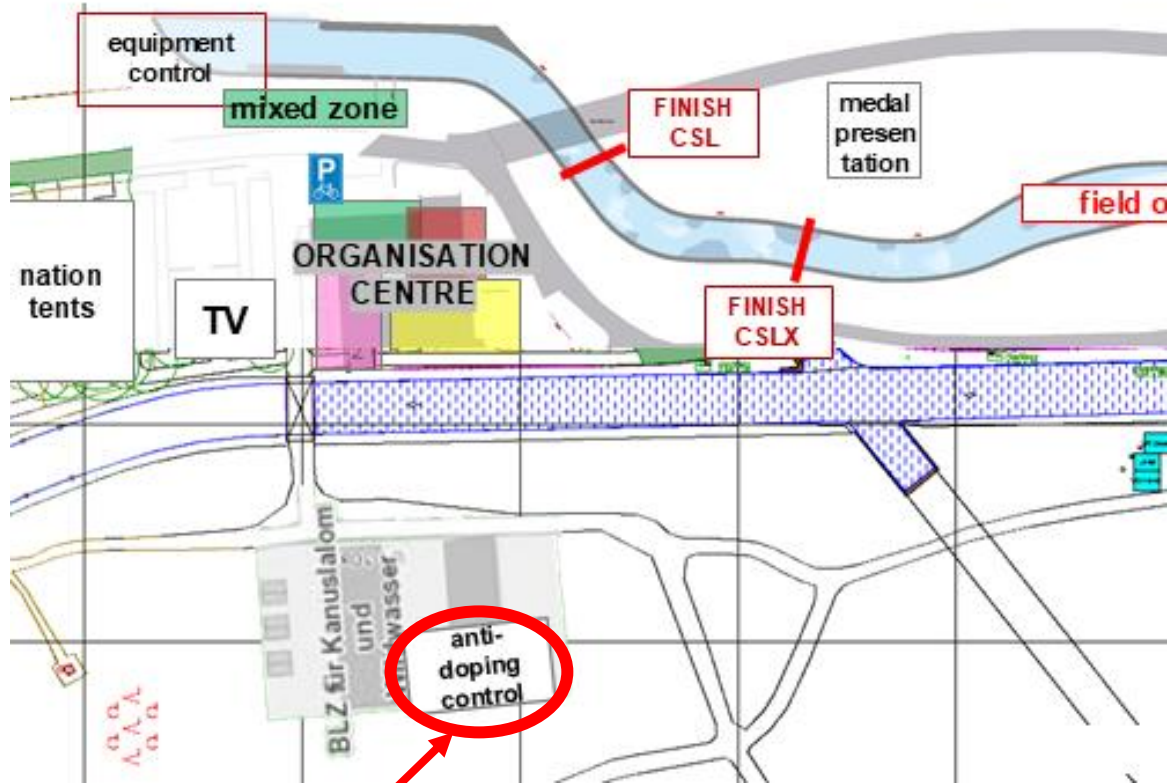 equipment
control
mixed zone
FINISH
CSL
medal
presen
tation
P
field o
nation
tents
TV
ORGANISATION
CENTRE
FINISH
CSLX
BLZ für Kanuslalom
und
anti-
doping
control